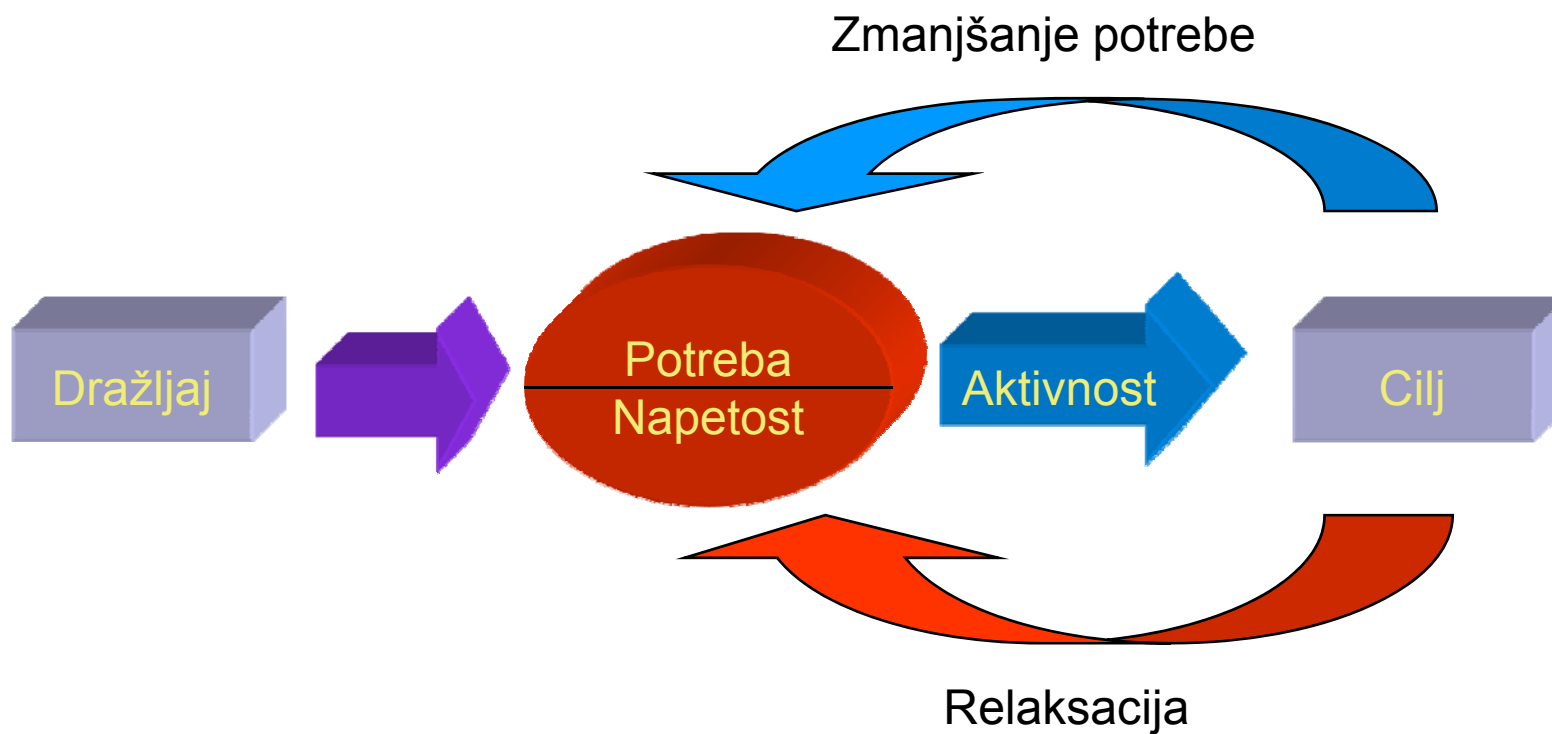 Zmanjšanje potrebe
Dražljaj
Potreba
Napetost
Aktivnost
Cilj
Relaksacija